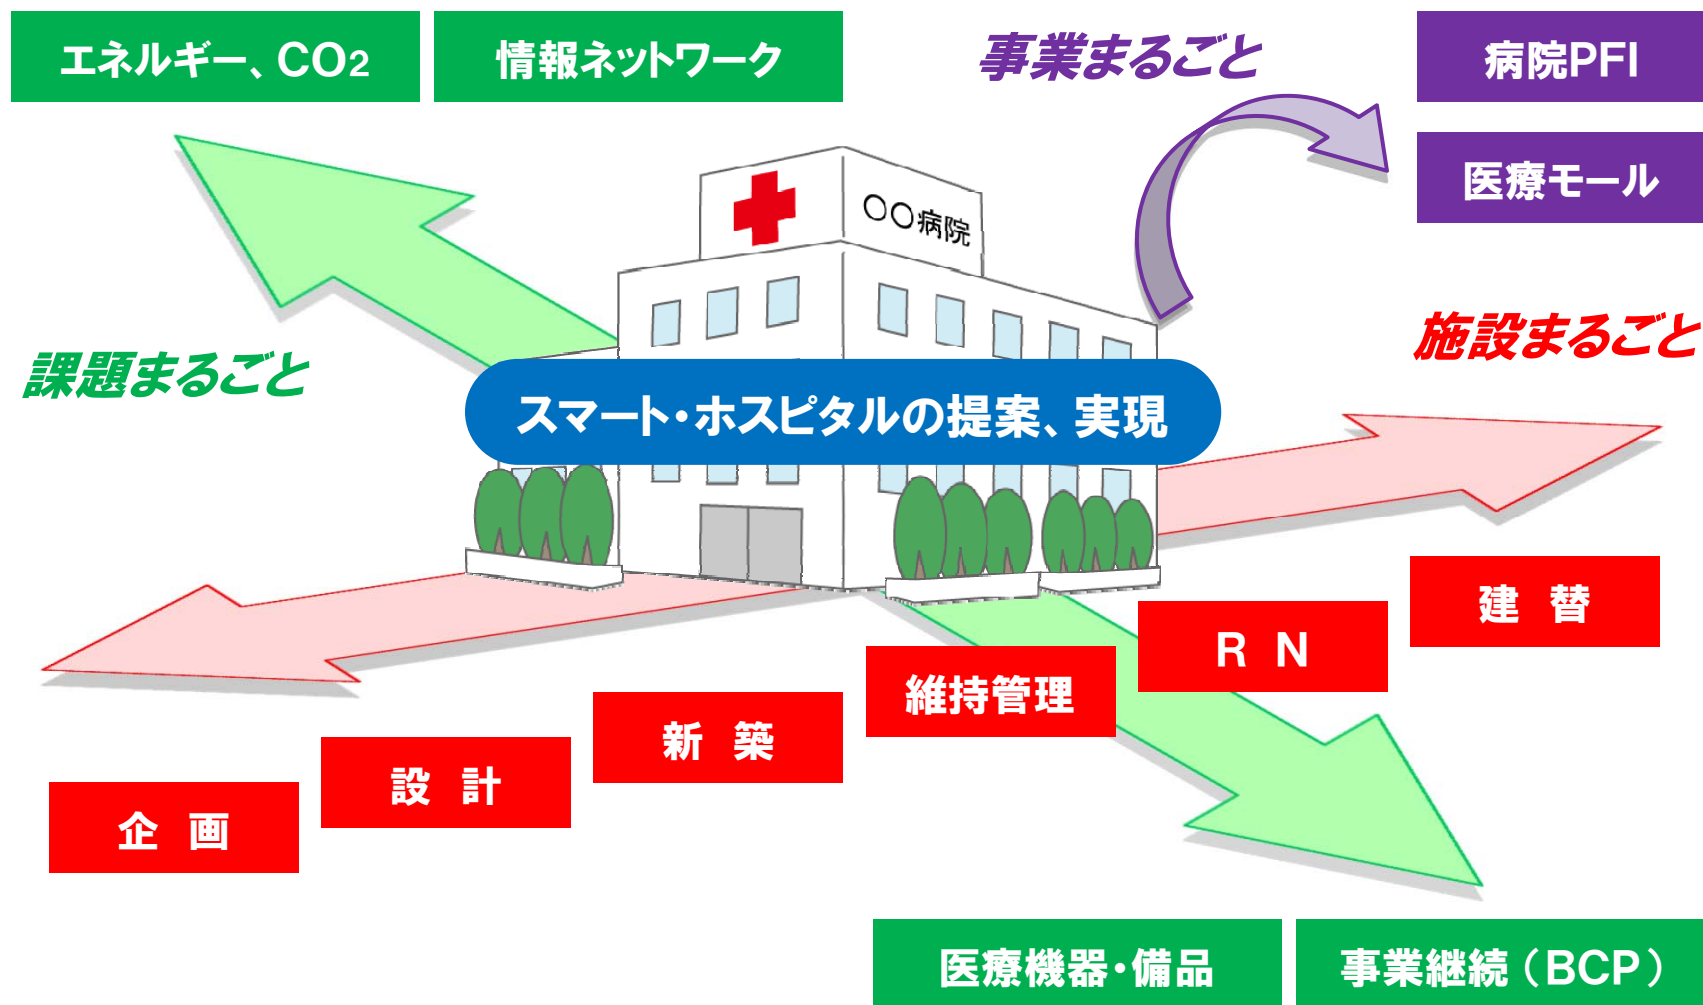 エネルギー、CO2
情報ネットワーク
事業まるごと
病院PFI
医療モール
〇〇病院
施設まるごと
課題まるごと
スマート・ホスピタルの提案、実現
建 替
R N
維持管理
新 築
設 計
企 画
医療機器・備品
事業継続（BCP）